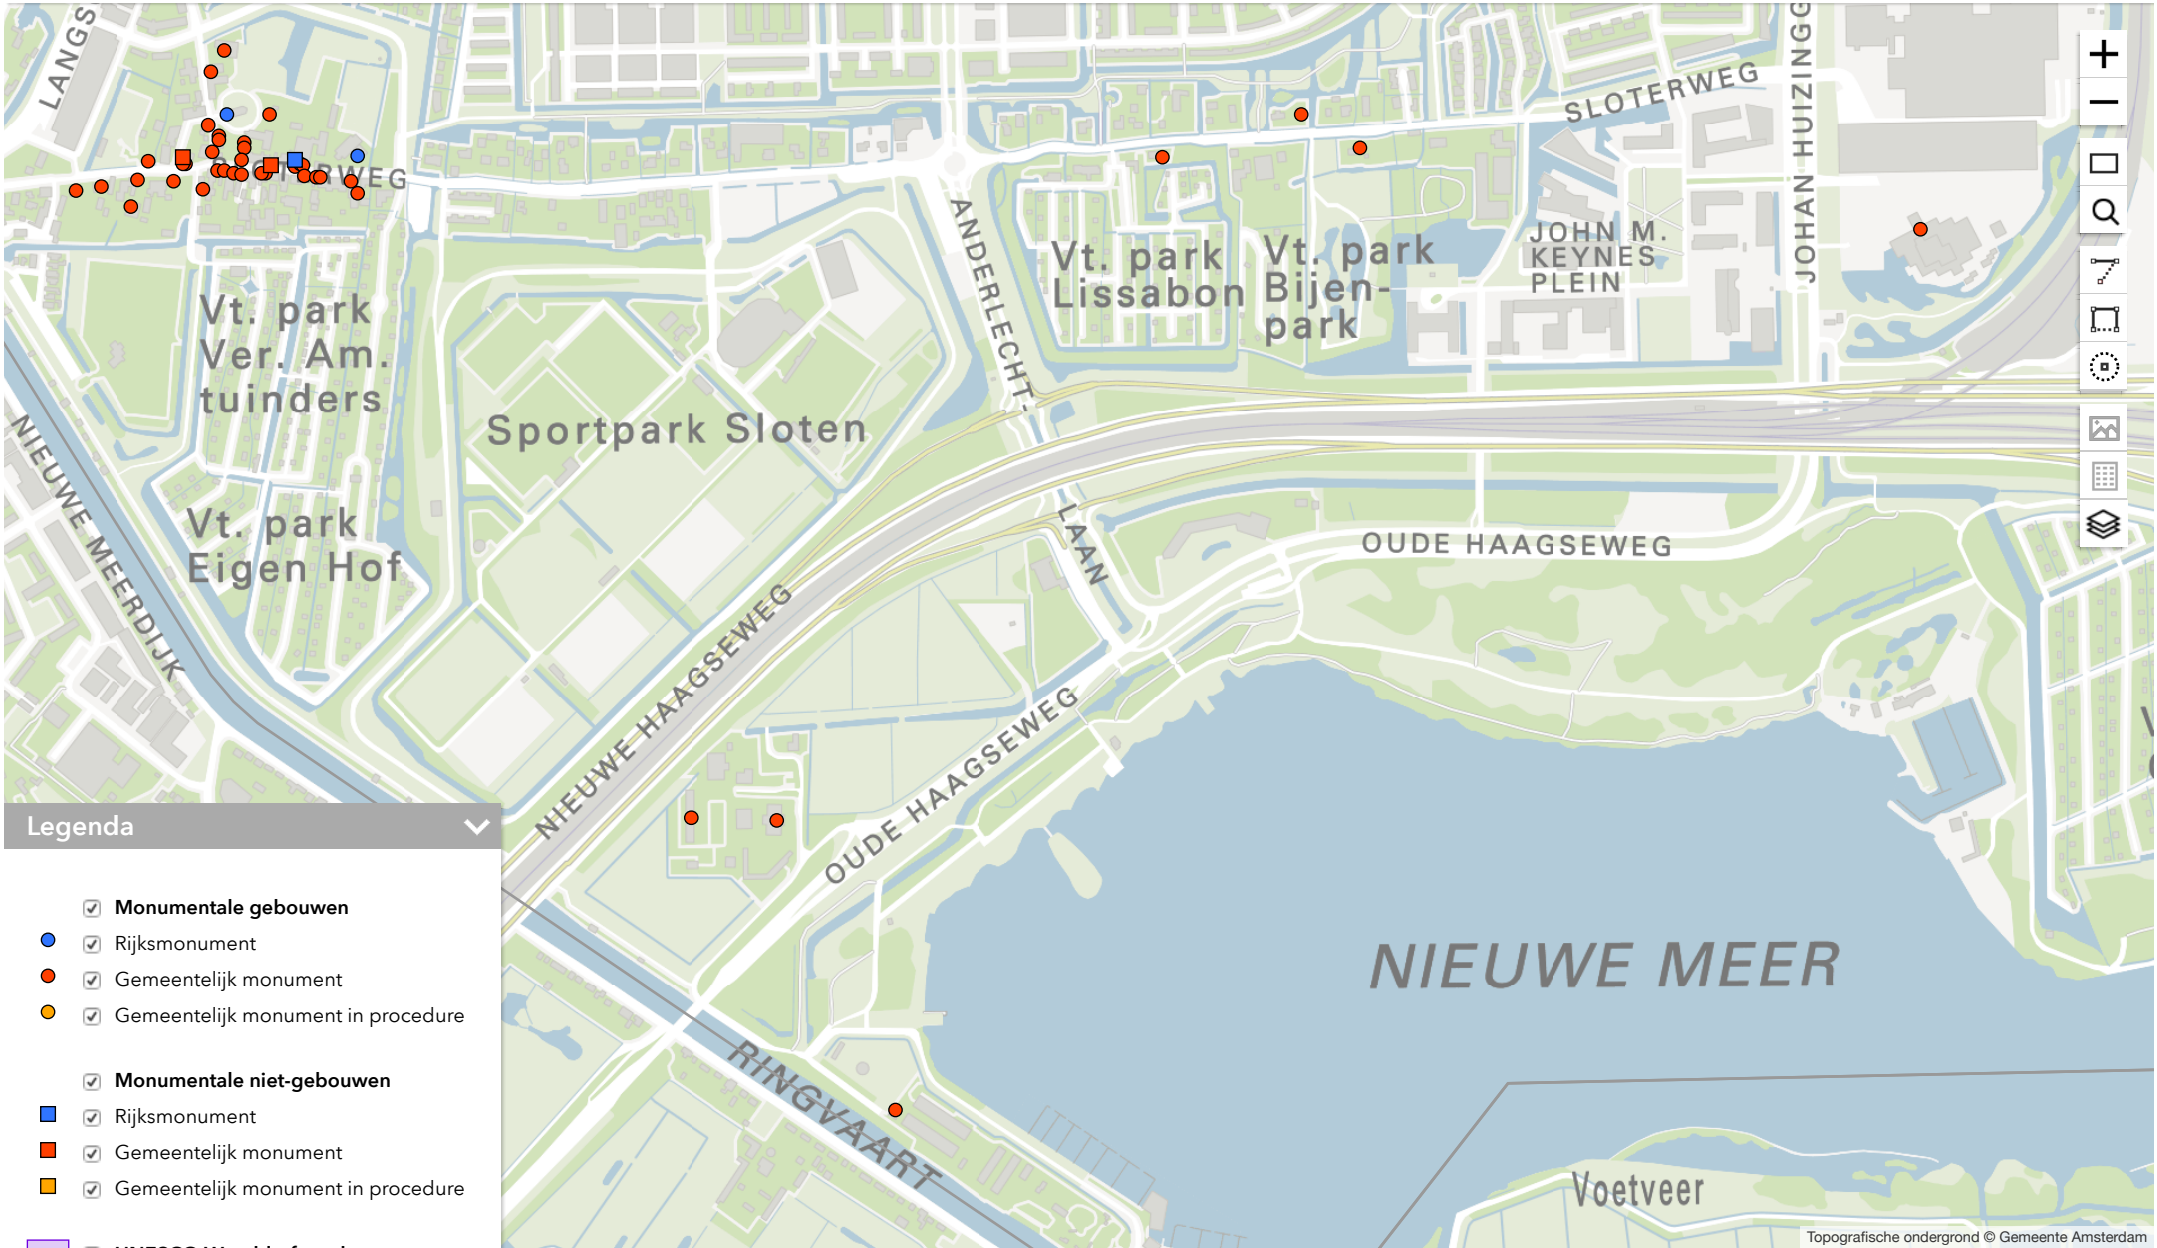 SLOTERWEG
JOHAN HUIZINGG
WEG
ANDERLECHT-
LAAN
Vt. park
Lissabon
Vt. park
Bijen-
park
JOHN M.
KEYNES
PLEIN
Vt. park
Ver. Am.
tuinders
Sportpark Sloten
NIEUWE MEERDIJK
Vt. park
Eigen Hof
OUDE HAAGSEWEG
NIEUWE HAAGSEWEG
OUDE HAAGSEWEG
NIEUWE MEER
RINGVAART
Voetveer
LANGS
Legenda
Monumentale gebouwen
Rijksmonument
Gemeentelijk monument
Gemeentelijk monument in procedure
Monumentale niet-gebouwen
Rijksmonument
Gemeentelijk monument
Gemeentelijk monument in procedure
Topografische ondergrond © Gemeente Amsterdam